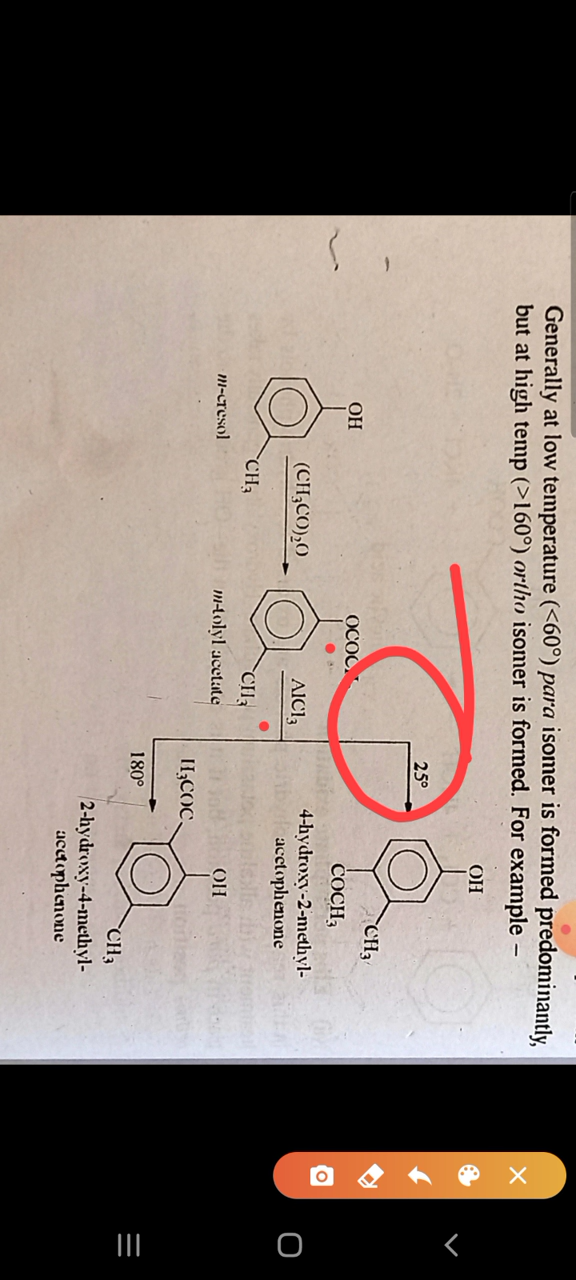 Generally at low temperature (<60°) para isomer is formed predominantly,
but at high temp (>160°) ortho isomer is formed. For example –
OH
CH₃
m-cresol
(CH₃CO)₂O
CH₃
m-tolyl acetate
AlCl₃
25°
OH
CH₃
COCH₃
4-hydroxy-2-methyl-
acetophenone
180°
H₃COC
OH
CH₃
2-hydroxy-4-methyl-
acetophenone